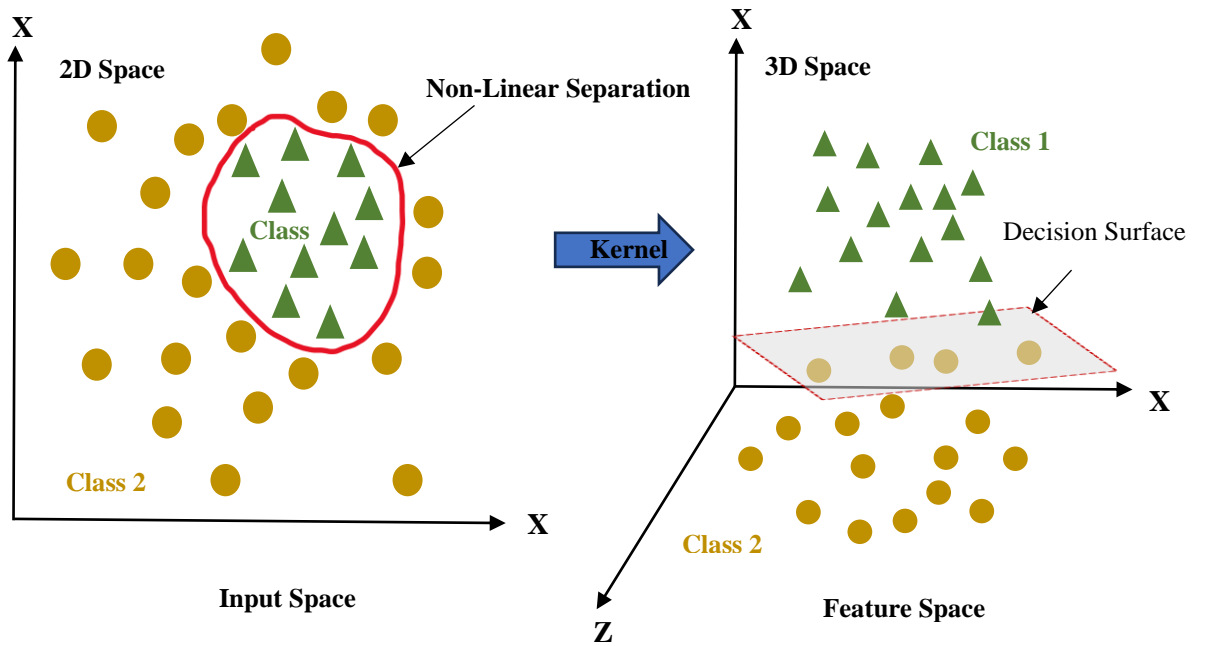 X
2D Space
Non-Linear Separation
Class
Class 2
X
Input Space
Kernel
X
3D Space
Class 1
Decision Surface
X
Class 2
Z
Feature Space